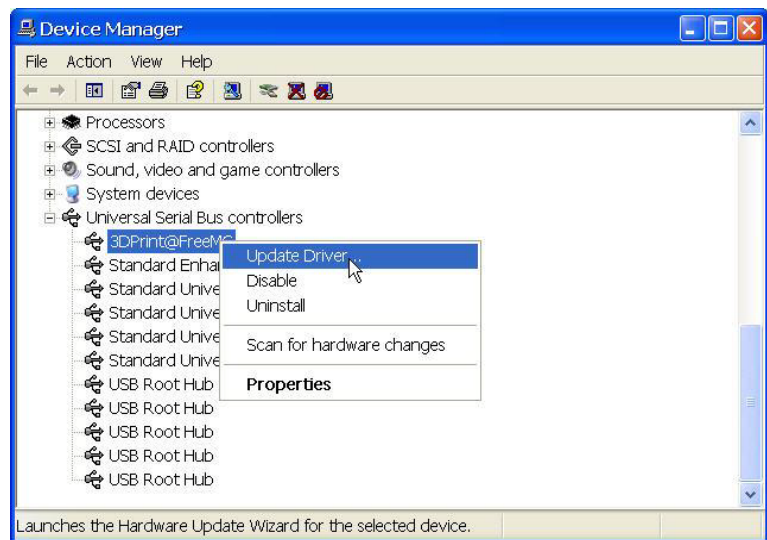 Device Manager
File Action View Help
Processors
SCSI and RAID controllers
Sound, video and game controllers
System devices
Universal Serial Bus controllers
3DPrint@FreeMC
Standard Enha
Standard Unive
Standard Unive
Standard Unive
Standard Unive
USB Root Hub
USB Root Hub
USB Root Hub
USB Root Hub
USB Root Hub
Update Driver...
Disable
Uninstall
Scan for hardware changes
Properties
Launches the Hardware Update Wizard for the selected device.